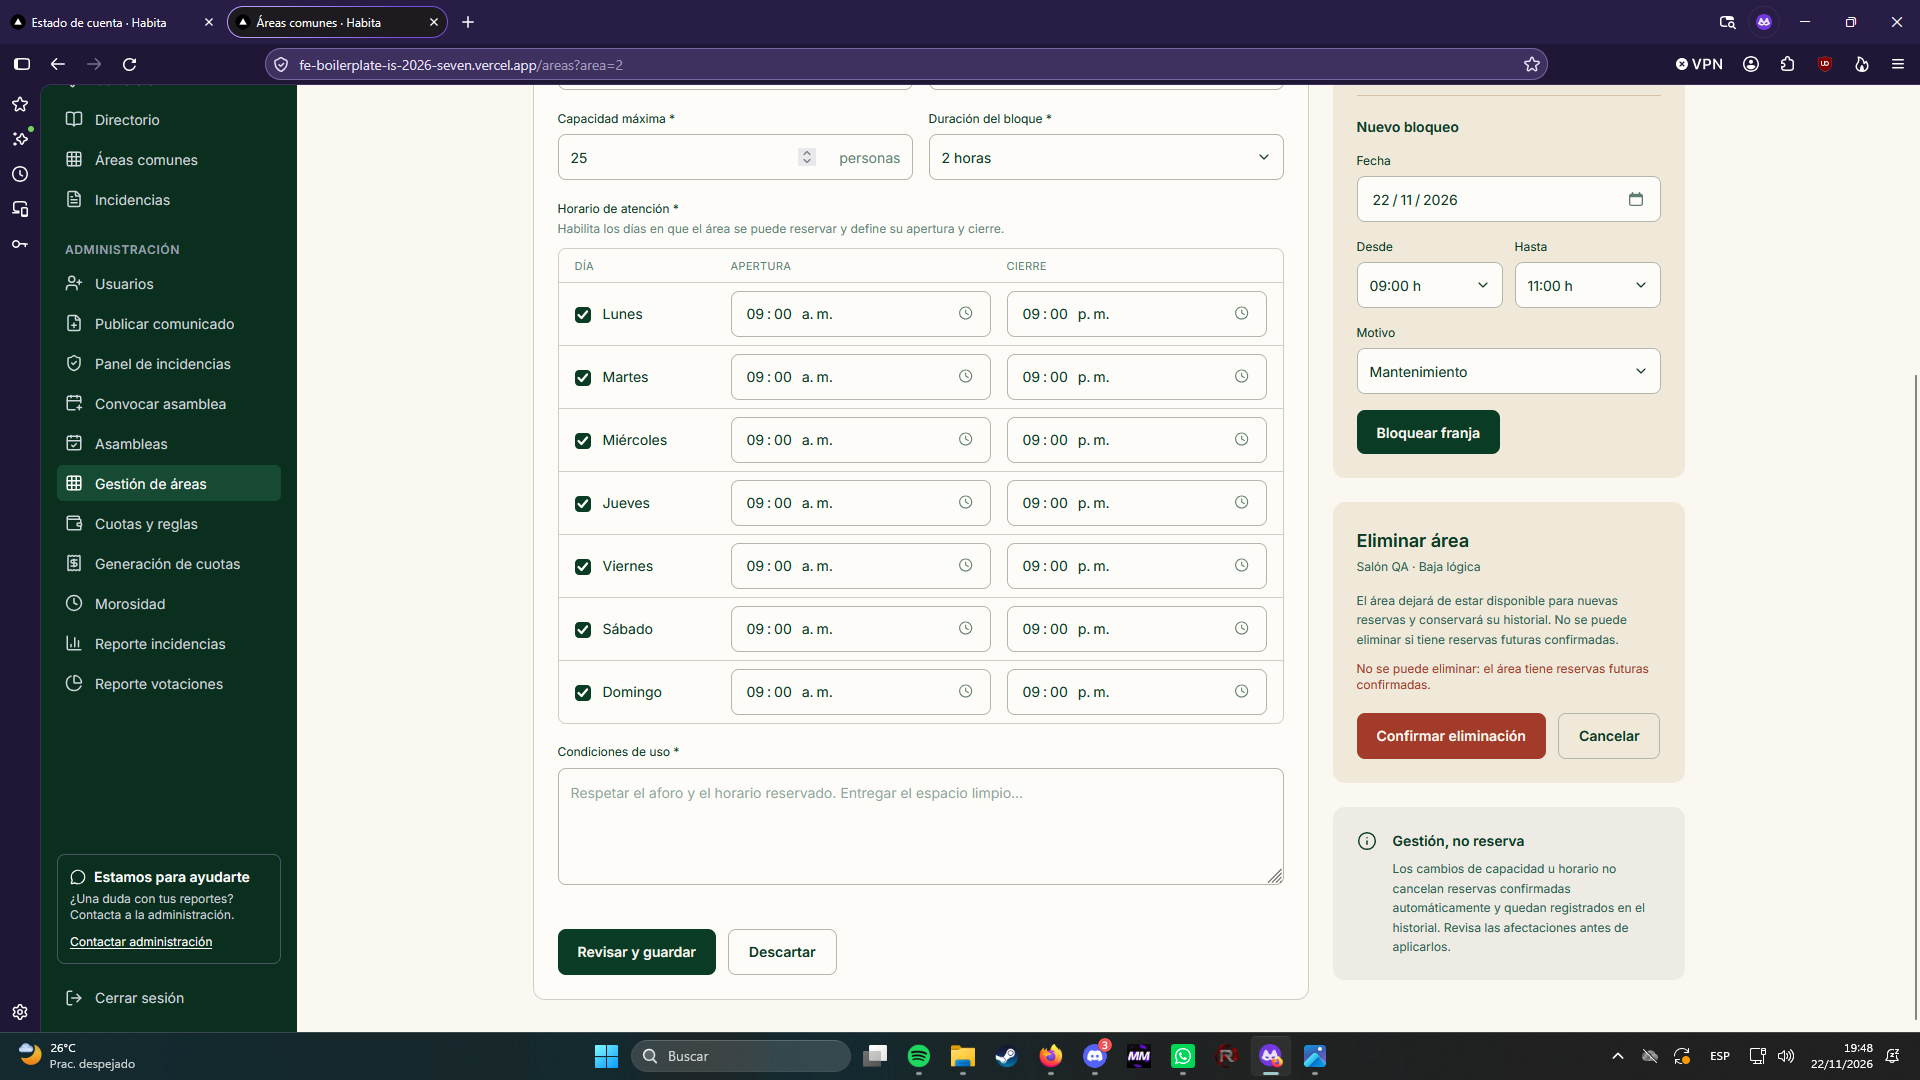 Estado de cuenta · Habita
Áreas comunes · Habita
fe-boilerplate-is-2026-seven.vercel.app/areas?area=2
VPN
Directorio
Áreas comunes
Incidencias
ADMINISTRACIÓN
Usuarios
Publicar comunicado
Panel de incidencias
Convocar asamblea
Asambleas
Gestión de áreas
Cuotas y reglas
Generación de cuotas
Morosidad
Reporte incidencias
Reporte votaciones
Estamos para ayudarte
¿Una duda con tus reportes?
Contacta a la administración.
Contactar administración
Cerrar sesión
Capacidad máxima *
Duración del bloque *
25
personas
2 horas
Horario de atención *
Habilita los días en que el área se puede reservar y define su apertura y cierre.
DÍA APERTURA CIERRE
Lunes 09:00 a. m. 09:00 p. m.
Martes 09:00 a. m. 09:00 p. m.
Miércoles 09:00 a. m. 09:00 p. m.
Jueves 09:00 a. m. 09:00 p. m.
Viernes 09:00 a. m. 09:00 p. m.
Sábado 09:00 a. m. 09:00 p. m.
Domingo 09:00 a. m. 09:00 p. m.
Condiciones de uso *
Respetar el aforo y el horario reservado. Entregar el espacio limpio...
Revisar y guardar
Descartar
Nuevo bloqueo
Fecha
22/11/2026
Desde
Hasta
09:00 h
11:00 h
Motivo
Mantenimiento
Bloquear franja
Eliminar área
Salón QA · Baja lógica
El área dejará de estar disponible para nuevas
reservas y conservará su historial. No se puede
eliminar si tiene reservas futuras confirmadas.
No se puede eliminar: el área tiene reservas futuras
confirmadas.
Confirmar eliminación
Cancelar
Gestión, no reserva
Los cambios de capacidad u horario no
cancelan reservas confirmadas
automáticamente y quedan registrados en el
historial. Revisa las afectaciones antes de
aplicarlos.
26°C
Prac. despejado
Buscar
3
MM
ESP
19:48
22/11/2026